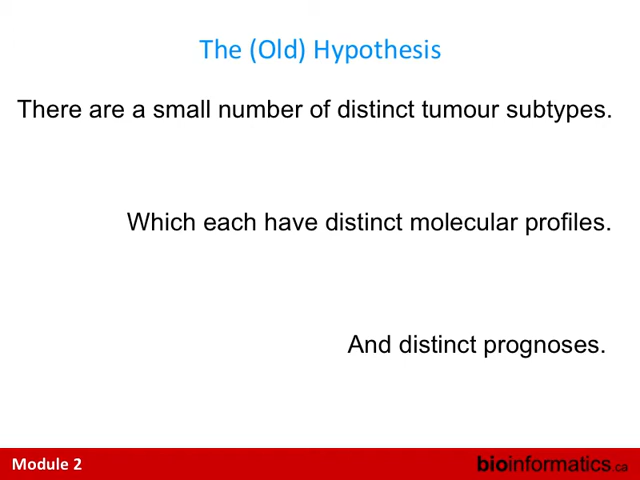 The (Old) Hypothesis
There are a small number of distinct tumour subtypes.
Which each have distinct molecular profiles.
And distinct prognoses.
Module 2
bioinformatics.ca